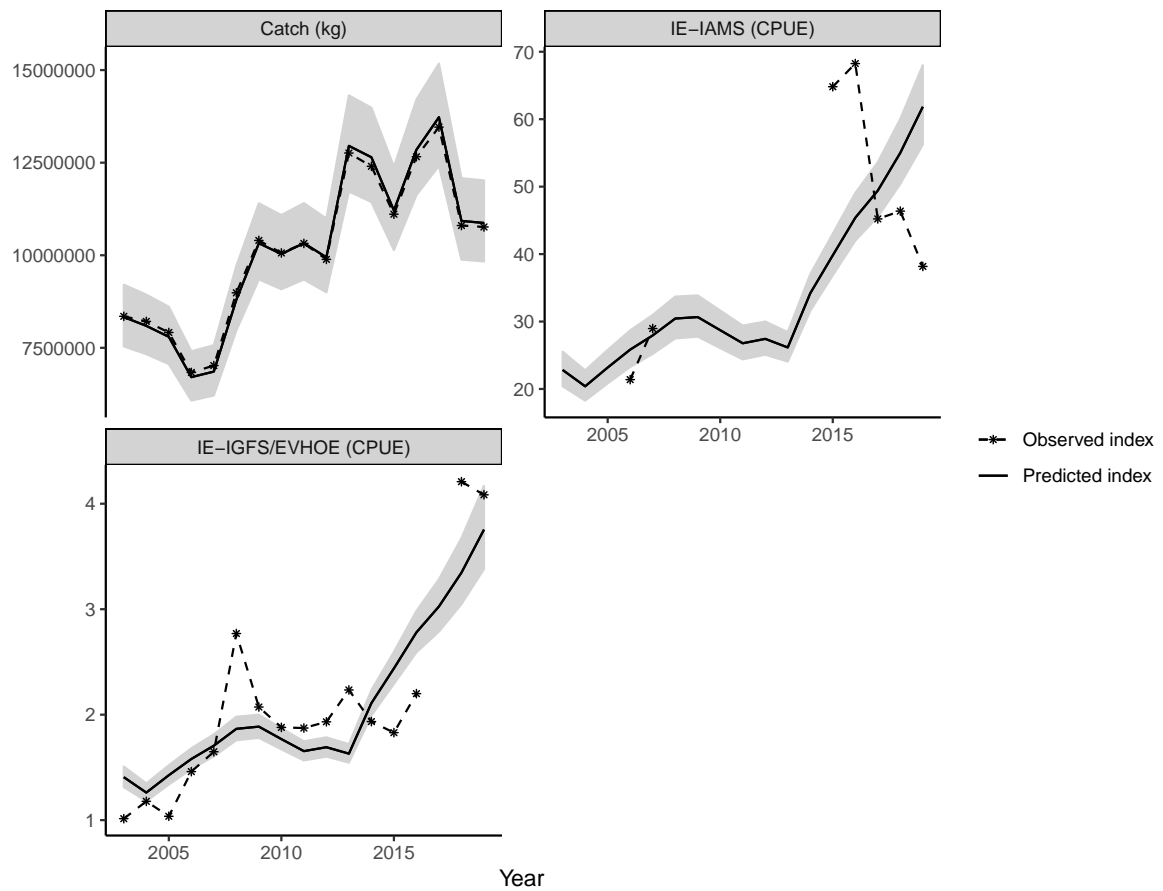 Catch (kg)
IE−IAMS (CPUE)
15000000
12500000
10000000
7500000
70
60
50
40
30
20
2005 2010 2015
IE−IGFS/EVHOE (CPUE)
4
3
2
1
2005 2010 2015
Year
Observed index
Predicted index